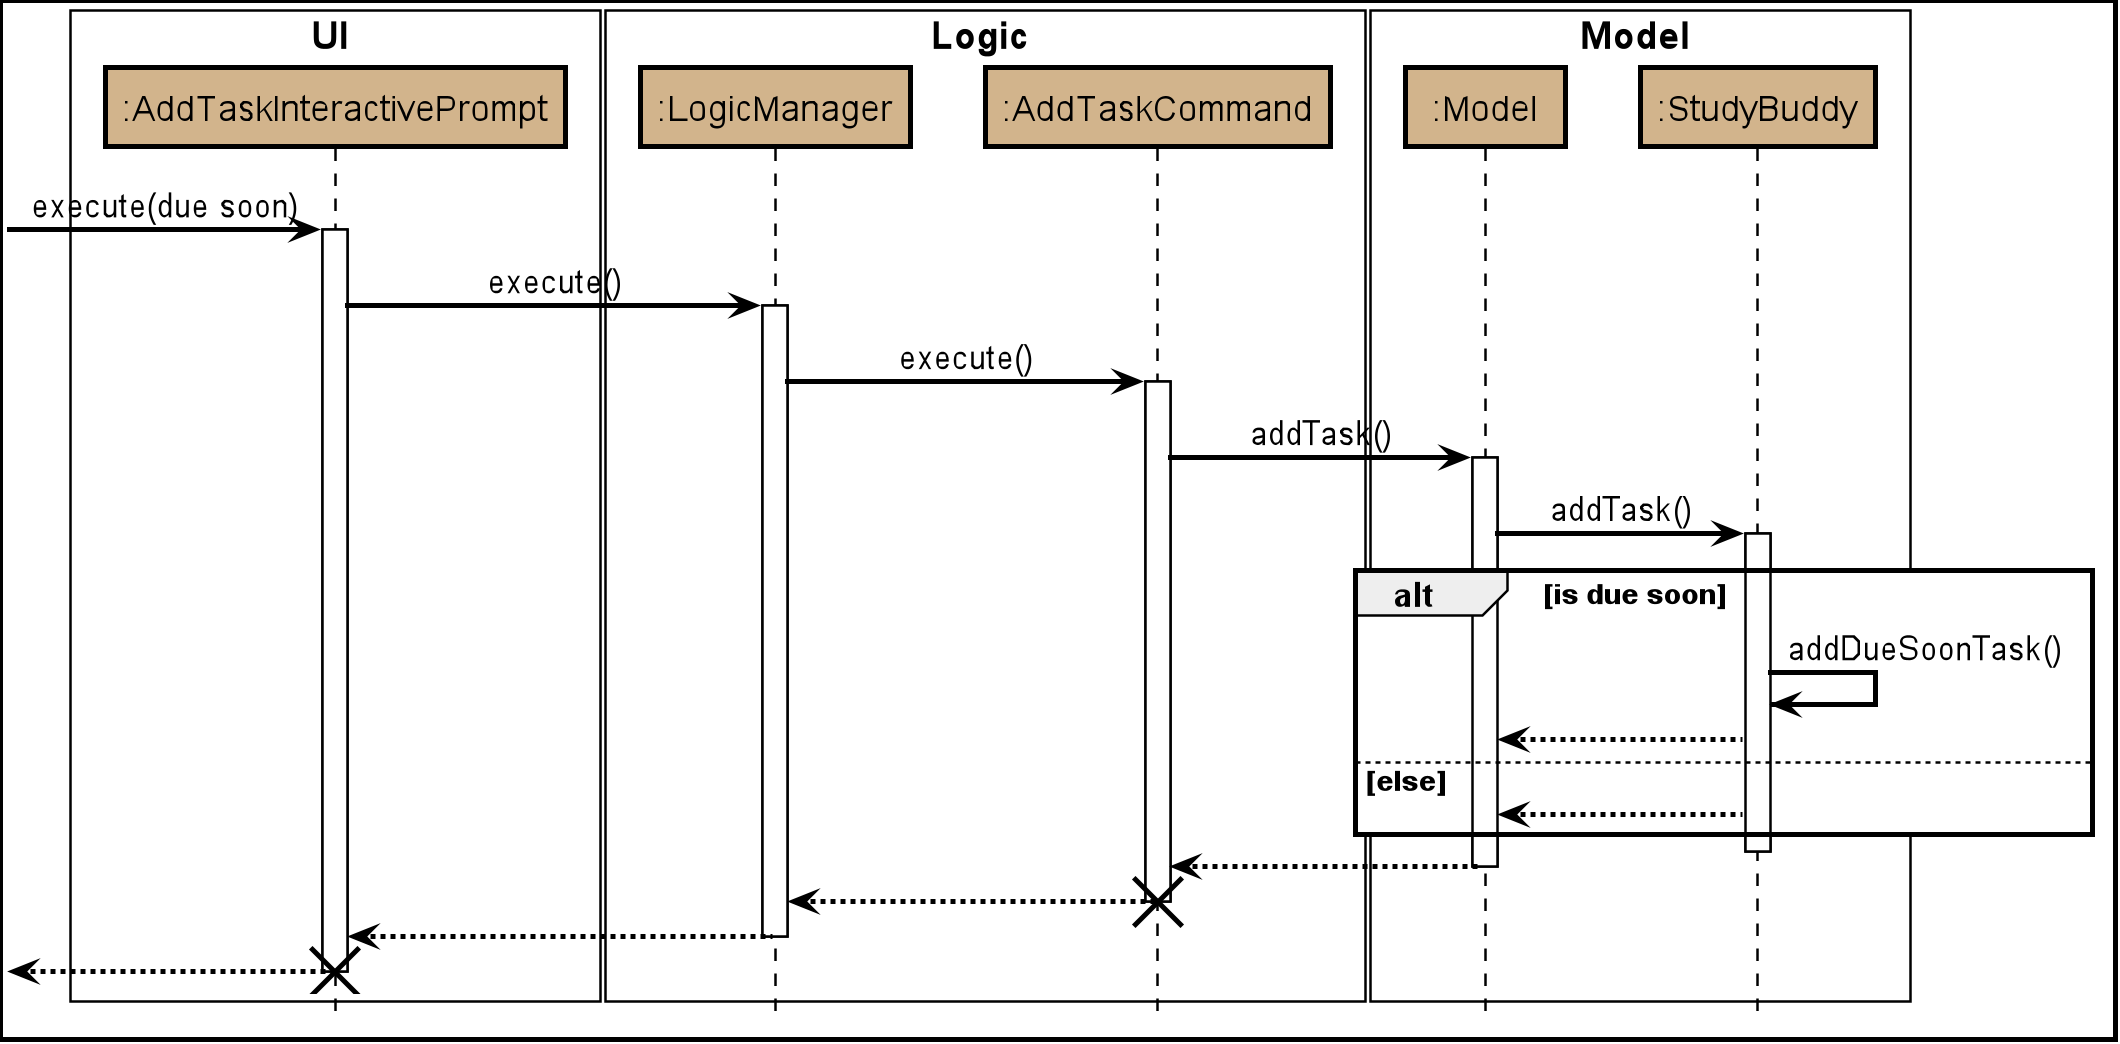 UI
Logic
Model
:AddTaskInteractivePrompt
:LogicManager
:AddTaskCommand
:Model
:StudyBuddy
execute(due soon)
execute()
execute()
addTask()
addTask()
alt
[is due soon]
addDueSoonTask()
[else]